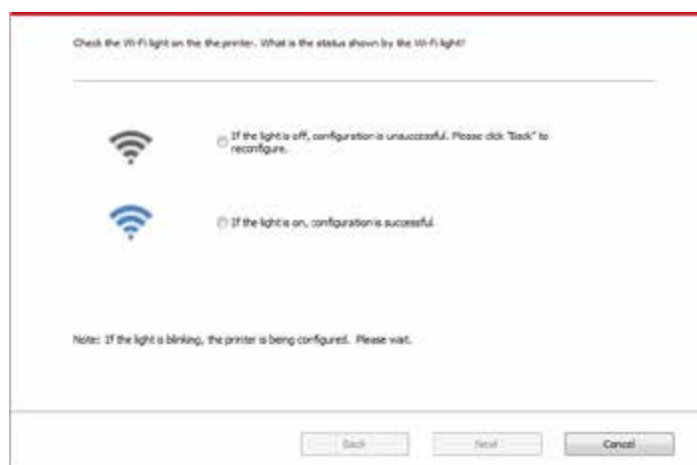 Check the Wi-Fi light on the the printer. What is the status shown by the Wi-Fi light?
If the light is off, configuration is unsuccessful. Please click "Back" to
reconfigure.
If the light is on, configuration is successful.
Note: If the light is blinking, the printer is being configured. Please wait.
Back
Next
Cancel